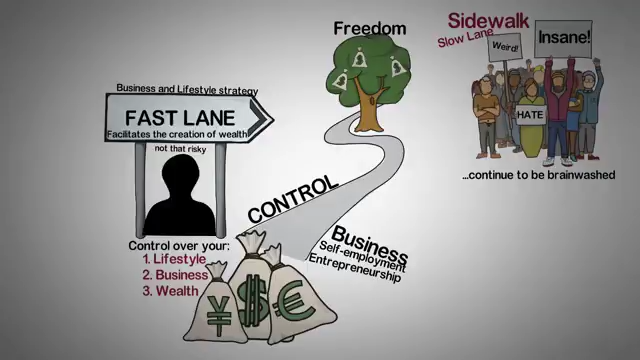 Freedom
Sidewalk
Slow Lane
Weird!
Insane!
HATE
...continue to be brainwashed
Business and Lifestyle strategy
FAST LANE
Facilitates the creation of wealth
not that risky
CONTROL
Business
Self-employment
Entrepreneurship
Control over your:
1. Lifestyle
2. Business
3. Wealth
¥
$
€